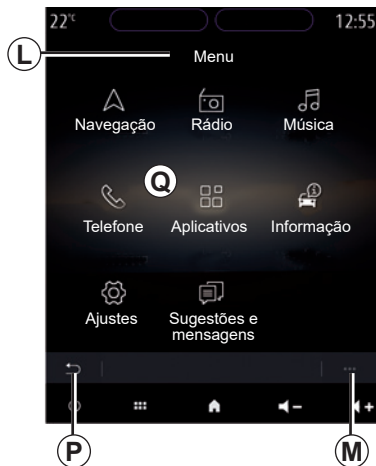 22°C 12:55
L
Menu
Navegação Rádio Música
Q
Telefone Aplicativos Informação
Ajustes Sugestões e
mensagens
P M